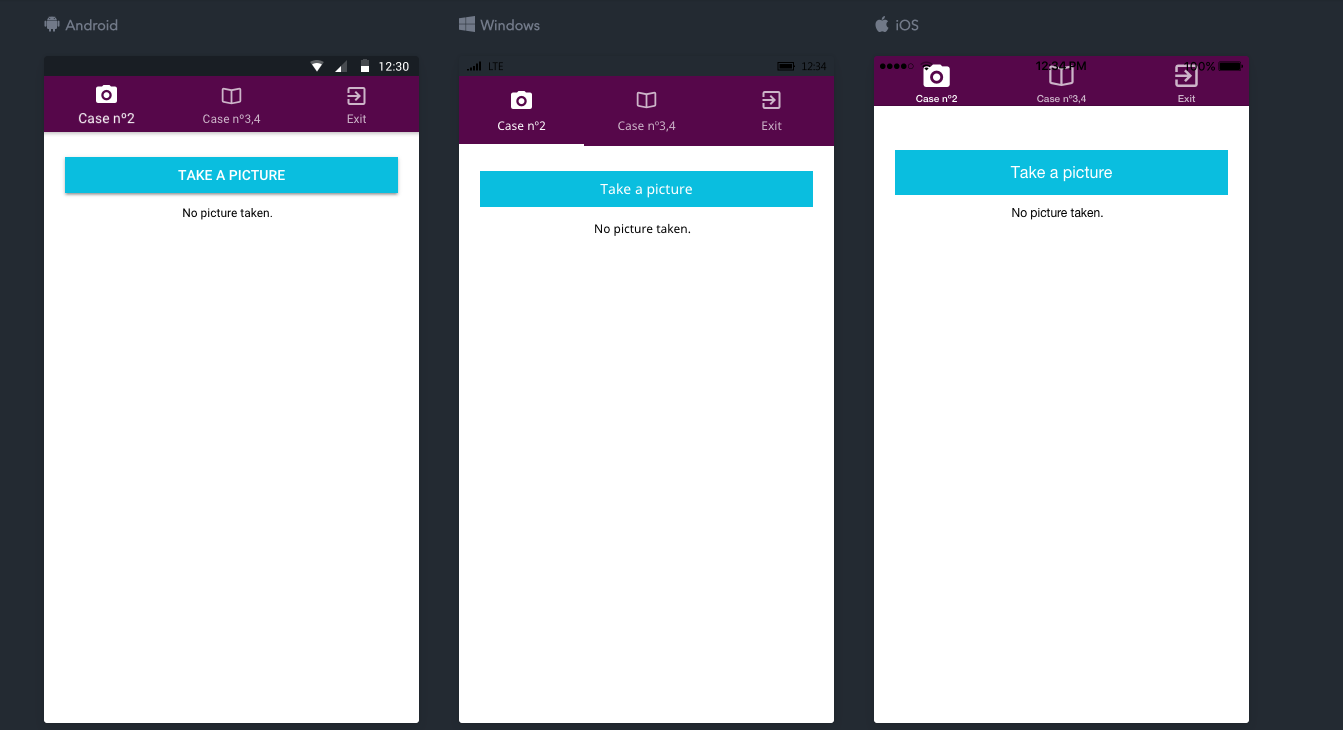 Android
12:30
Case nº2
Case nº3,4
Exit
TAKE A PICTURE
No picture taken.
Windows
LTE
12:34
Case nº2
Case nº3,4
Exit
Take a picture
No picture taken.
iOS
12:34 PM
100%
Case nº2
Case nº3,4
Exit
Take a picture
No picture taken.